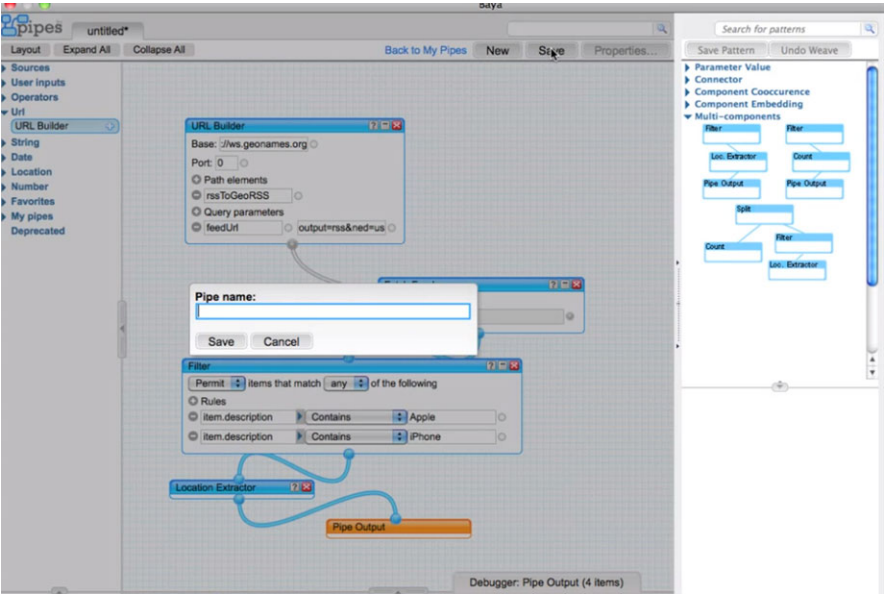 Baya
pipes
untitled*
Layout Expand All Collapse All Back to My Pipes New Save Properties...
Sources
User inputs
Operators
Url
URL Builder
String
Date
Location
Number
Favorites
My pipes
Deprecated
URL Builder
Base: ://ws.geonames.org
Port: 0
Path elements
rssToGeoRSS
Query parameters
feedUrl output=rss&ned=us
Pipe name:
Save Cancel
Filter
Permit items that match any of the following
Rules
item.description Contains Apple
item.description Contains iPhone
Location Extractor
Pipe Output
Debugger: Pipe Output (4 items)
Search for patterns
Save Pattern Undo Weave
Parameter Value
Connector
Component Cooccurence
Component Embedding
Multi-components
Filter Filter
Loc. Extractor Count
Pipe Output Pipe Output
Split
Filter
Count
Loc. Extractor